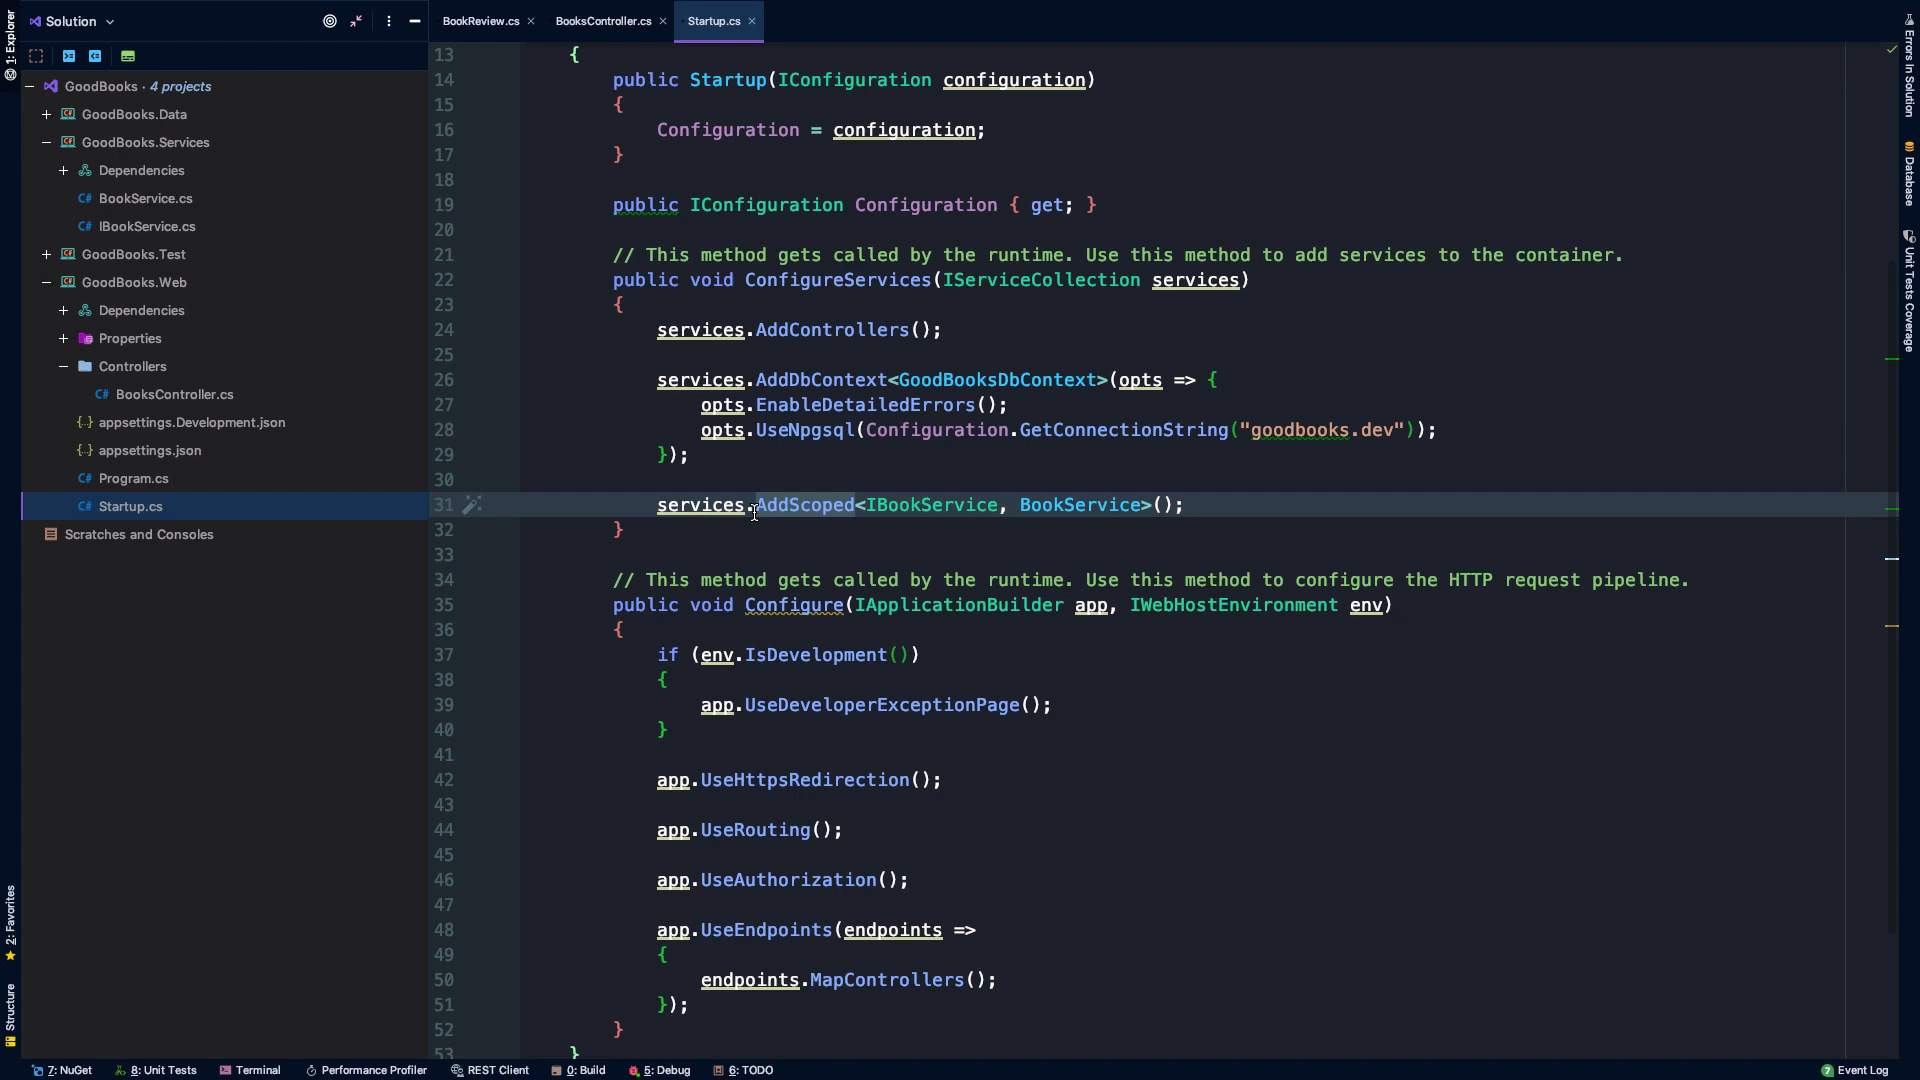 1: Explorer
Solution
GoodBooks · 4 projects
GoodBooks.Data
GoodBooks.Services
Dependencies
C# BookService.cs
C# IBookService.cs
GoodBooks.Test
GoodBooks.Web
Dependencies
Properties
Controllers
C# BooksController.cs
{..} appsettings.Development.json
{..} appsettings.json
C# Program.cs
C# Startup.cs
Scratches and Consoles
2: Favorites
Structure
BookReview.cs × BooksController.cs × Startup.cs ×
13 {
14 public Startup(IConfiguration configuration)
15 {
16 Configuration = configuration;
17 }
18
19 public IConfiguration Configuration { get; }
20
21 // This method gets called by the runtime. Use this method to add services to the container.
22 public void ConfigureServices(IServiceCollection services)
23 {
24 services.AddControllers();
25
26 services.AddDbContext<GoodBooksDbContext>(opts => {
27 opts.EnableDetailedErrors();
28 opts.UseNpgsql(Configuration.GetConnectionString("goodbooks.dev"));
29 });
30
31 services.AddScoped<IBookService, BookService>();
32 }
33
34 // This method gets called by the runtime. Use this method to configure the HTTP request pipeline.
35 public void Configure(IApplicationBuilder app, IWebHostEnvironment env)
36 {
37 if (env.IsDevelopment())
38 {
39 app.UseDeveloperExceptionPage();
40 }
41
42 app.UseHttpsRedirection();
43
44 app.UseRouting();
45
46 app.UseAuthorization();
47
48 app.UseEndpoints(endpoints =>
49 {
50 endpoints.MapControllers();
51 });
52 }
53 }
Errors In Solution
Database
Unit Tests Coverage
7: NuGet 8: Unit Tests Terminal Performance Profiler REST Client 0: Build 5: Debug 6: TODO 7 Event Log